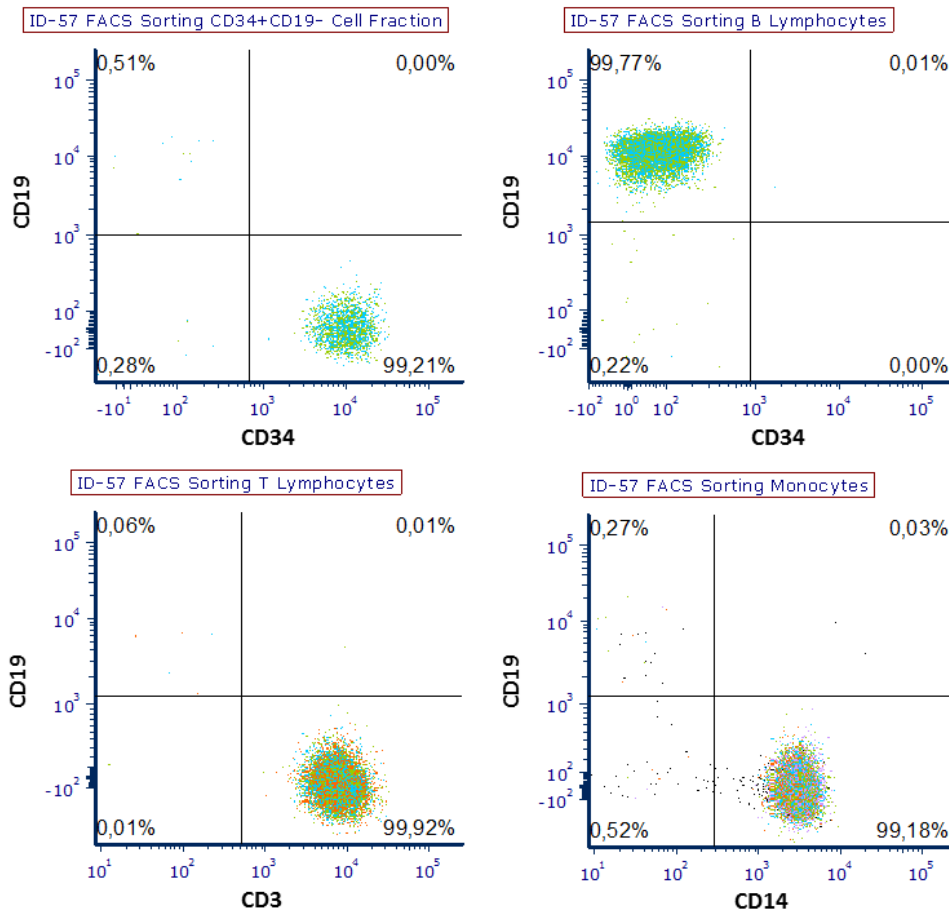 ID-57 FACS Sorting CD34+CD19- Cell Fraction
0,51% 0,00%
10^5
10^4
10^3
10^2
-10^2
CD19
0,28% 99,21%
-10^1 10^2 10^3 10^4 10^5
CD34
ID-57 FACS Sorting B Lymphocytes
99,77% 0,01%
10^5
10^4
10^3
10^2
-10^2
CD19
0,22% 0,00%
-10^2 10^0 10^2 10^3 10^4 10^5
CD34
ID-57 FACS Sorting T Lymphocytes
0,06% 0,01%
10^5
10^4
10^3
-10^2
CD19
0,01% 99,92%
10^1 10^2 10^3 10^4 10^5
CD3
ID-57 FACS Sorting Monocytes
0,27% 0,03%
10^5
10^4
10^3
10^2
-10^2
CD19
0,52% 99,18%
10^1 10^2 10^3 10^4 10^5
CD14